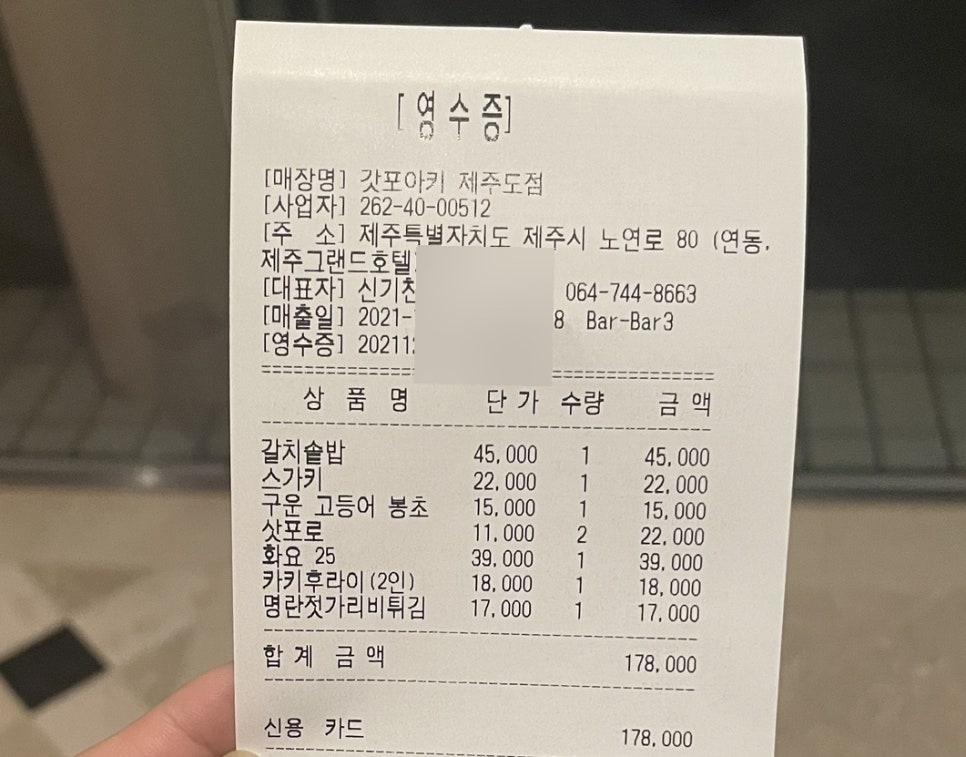 [영수증]
[매장명] 갓포아키 제주도점
[사업자] 262-40-00512
[주 소] 제주특별자치도 제주시 노연로 80 (연동,
제주그랜드호텔
[대표자] 신기찬 064-744-8663
[매출일] 2021- 8 Bar-Bar3
[영수증] 202112
==================================================
상 품 명 단 가 수량 금 액
--------------------------------------------------
갈치솥밥 45,000 1 45,000
스가키 22,000 1 22,000
구운 고등어 봉초 15,000 1 15,000
삿포로 11,000 2 22,000
화요 25 39,000 1 39,000
카키후라이(2인) 18,000 1 18,000
명란젓가리비튀김 17,000 1 17,000
--------------------------------------------------
합 계 금 액 178,000
--------------------------------------------------
신용 카드 178,000
--------------------------------------------------